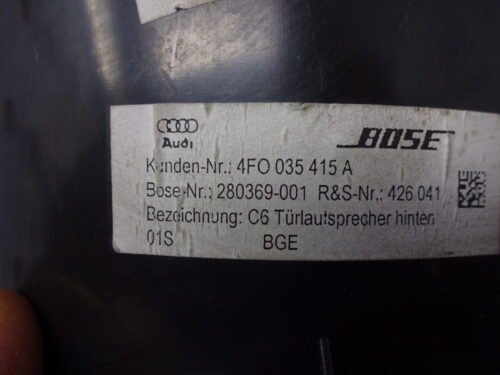 Audi
BOSE
Kunden-Nr.: 4FO 035 415 A
Bose-Nr.: 280369-001 R&S-Nr.: 426 041
Bezeichnung: C6 Türlautsprecher hinten
01S BGE